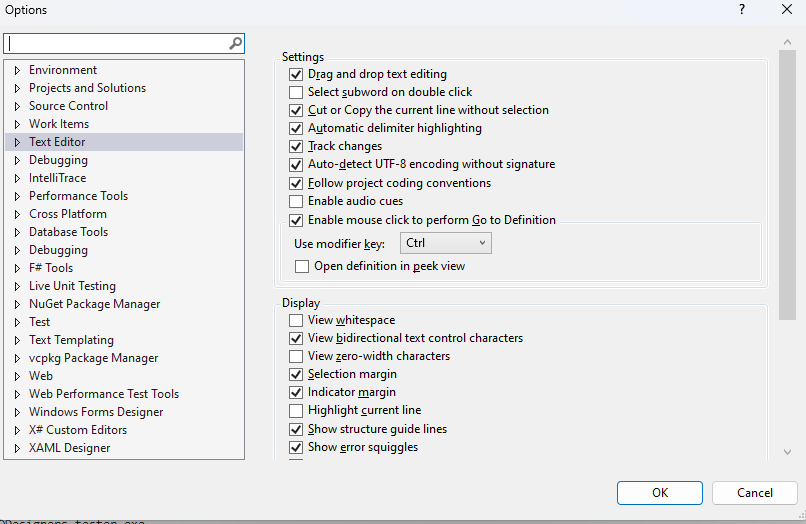 Options
?
Environment
Projects and Solutions
Source Control
Work Items
Text Editor
Debugging
IntelliTrace
Performance Tools
Cross Platform
Database Tools
Debugging
F# Tools
Live Unit Testing
NuGet Package Manager
Test
Text Templating
vcpkg Package Manager
Web
Web Performance Test Tools
Windows Forms Designer
X# Custom Editors
XAML Designer
Settings
Drag and drop text editing
Select subword on double click
Cut or Copy the current line without selection
Automatic delimiter highlighting
Track changes
Auto-detect UTF-8 encoding without signature
Follow project coding conventions
Enable audio cues
Enable mouse click to perform Go to Definition
Use modifier key: Ctrl
Open definition in peek view
Display
View whitespace
View bidirectional text control characters
View zero-width characters
Selection margin
Indicator margin
Highlight current line
Show structure guide lines
Show error squiggles
OK
Cancel